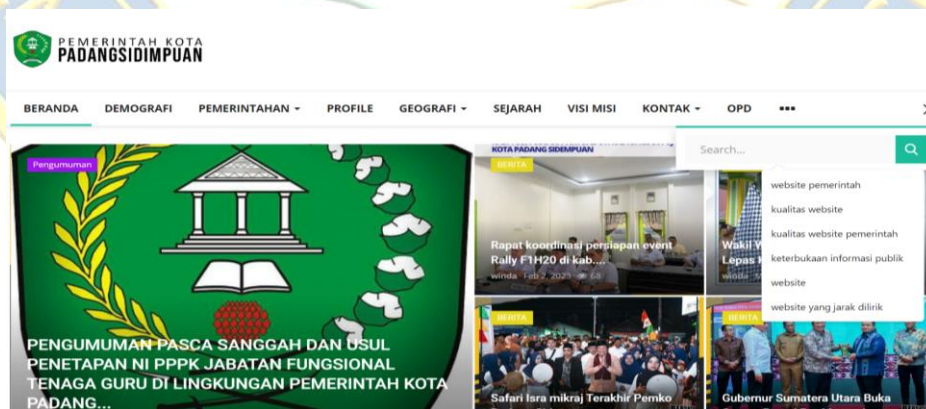 PEMERINTAH KOTA
PADANGSIDIMPUAN
BERANDA DEMOGRAFI PEMERINTAHAN PROFILE GEOGRAFI SEJARAH VISI MISI KONTAK OPD •••
Search...
website pemerintah
kualitas website
kualitas website pemerintah
keterbukaan informasi publik
website
website yang jarak dilirik
Pengumuman
PENGUMUMAN PASCA SANGGAH DAN USUL
PENETAPAN NI PPPK JABATAN FUNGSIONAL
TENAGA GURU DI LINGKUNGAN PEMERINTAH KOTA
PADANG...
KOTA PADANG SIDEMPUAN
BERITA
Rapat koordinasi persiapan event
Rally F1H20 di kab....
winda Feb 2, 2023 68
Wakil W
Lepas
winda
BERITA
Safari Isra mikraj Terakhir Pemko
BERITA
Gubernur Sumatera Utara Buka